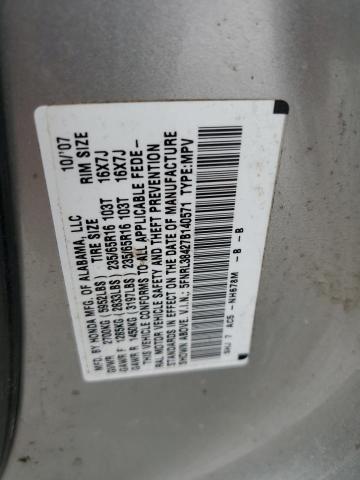 MFD. BY HONDA MFG. OF ALABAMA, LLC 10/'07
TIRE SIZE RIM SIZE
GVWR 2700KG (5952LBS)
GAWR F 1285KG (2833LBS) 235/65R16 103T 16X7J
GAWR R 1450KG (3197LBS) 235/65R16 103T 16X7J
THIS VEHICLE CONFORMS TO ALL APPLICABLE FEDE-
RAL MOTOR VEHICLE SAFETY AND THEFT PREVENTION
STANDARDS IN EFFECT ON THE DATE OF MANUFACTURE
SHOWN ABOVE. V.I.N.: 5FNRL38427B140571 TYPE:MPV
SHJ 7 AC5 -NH678M - B - B